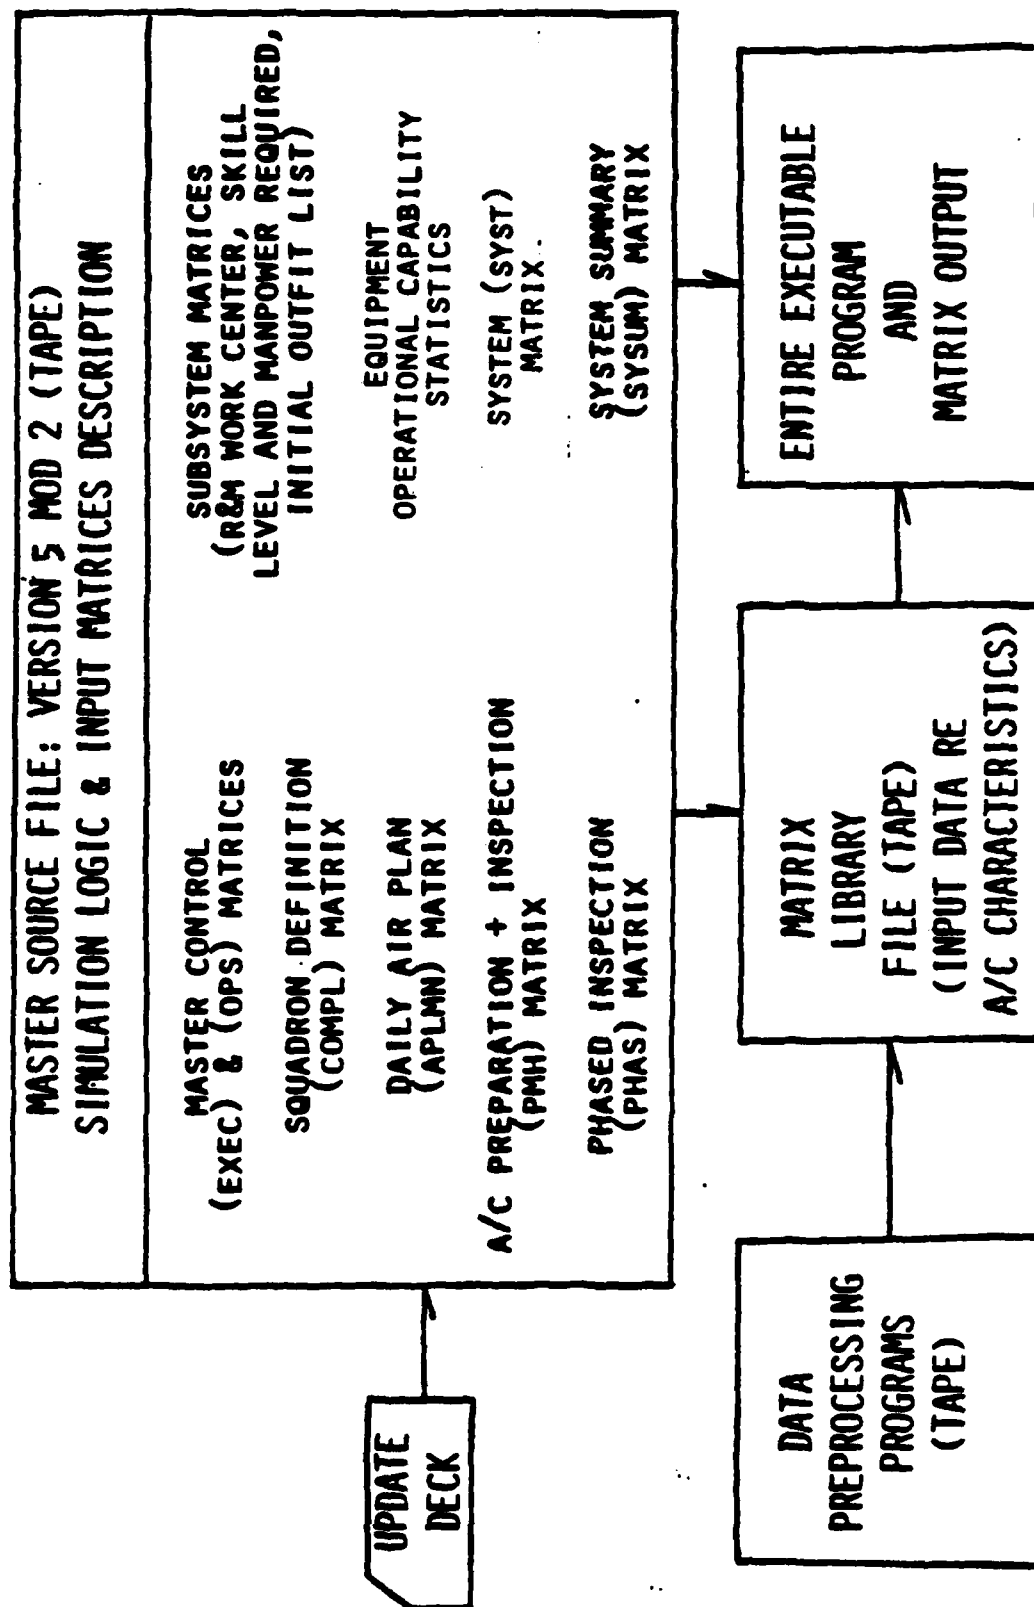 MASTER SOURCE FILE: VERSION 5 MOD 2 (TAPE)
SIMULATION LOGIC & INPUT MATRICES DESCRIPTION
MASTER CONTROL
(EXEC) & (OPS) MATRICES
SQUADRON DEFINITION
(COMPL) MATRIX
DAILY AIR PLAN
(APLMN) MATRIX
A/C PREPARATION + INSPECTION
(PMH) MATRIX
PHASED INSPECTION
(PHAS) MATRIX
SUBSYSTEM MATRICES
(R&M WORK CENTER, SKILL
LEVEL AND MANPOWER REQUIRED,
INITIAL OUTFIT LIST)
EQUIPMENT
OPERATIONAL CAPABILITY
STATISTICS
SYSTEM (SYST)
MATRIX
SYSTEM SUMMARY
(SYSUM) MATRIX
UPDATE
DECK
DATA
PREPROCESSING
PROGRAMS
(TAPE)
MATRIX
LIBRARY
FILE (TAPE)
(INPUT DATA RE
A/C CHARACTERISTICS)
ENTIRE EXECUTABLE
PROGRAM
AND
MATRIX OUTPUT